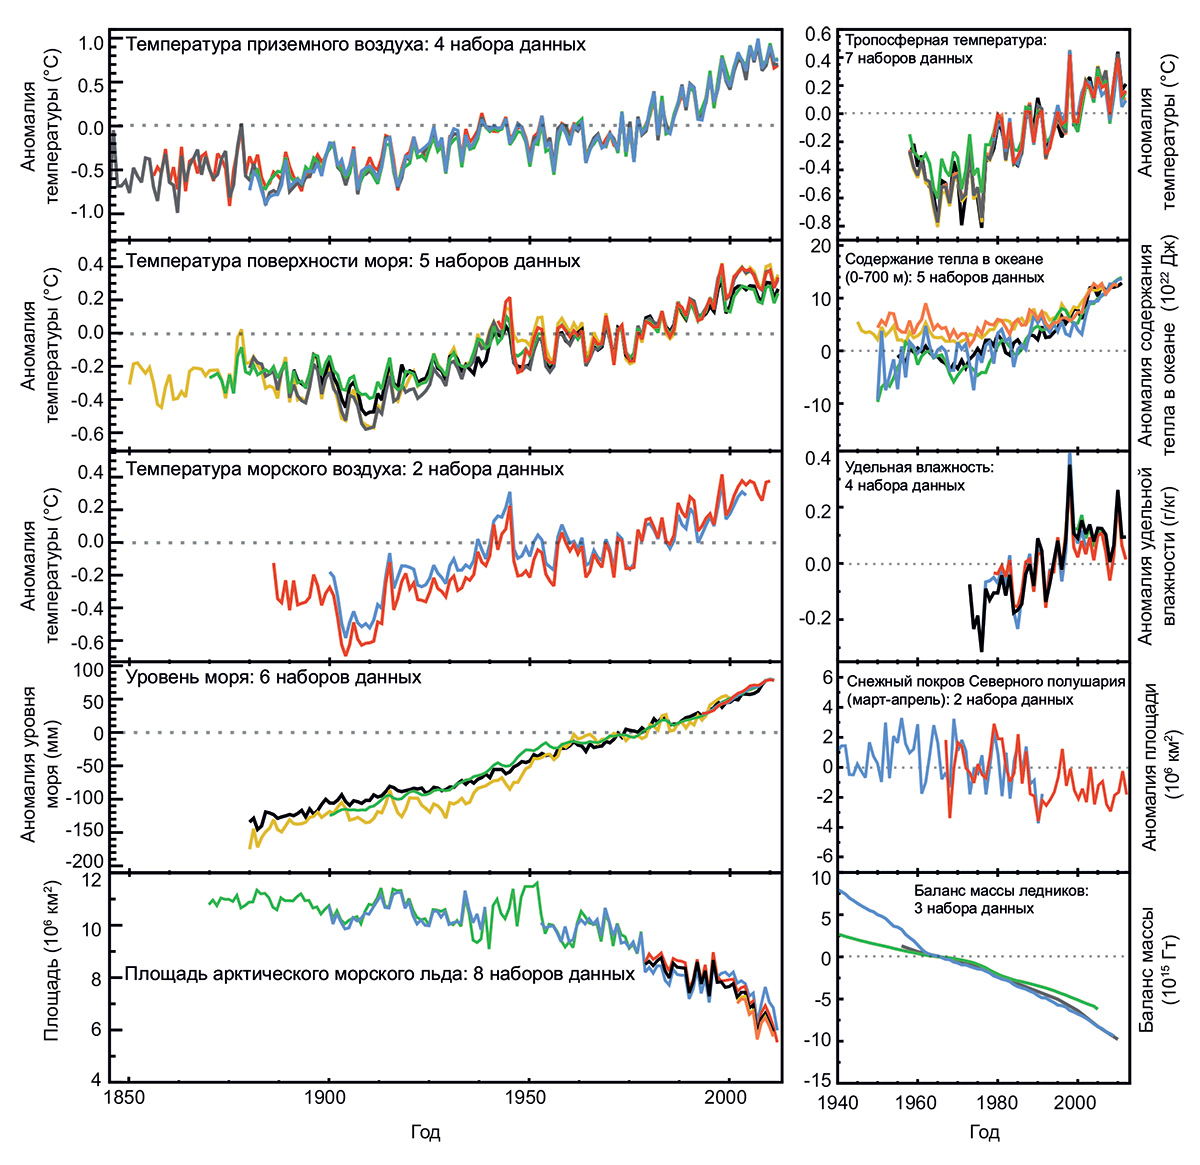 Температура приземного воздуха: 4 набора данных
Аномалия
температуры (°C)
1.0
0.5
0.0
-0.5
-1.0
Температура поверхности моря: 5 наборов данных
Аномалия
температуры (°C)
0.4
0.2
0.0
-0.2
-0.4
-0.6
Температура морского воздуха: 2 набора данных
Аномалия
температуры (°C)
0.4
0.2
0.0
-0.2
-0.4
-0.6
Уровень моря: 6 наборов данных
Аномалия уровня
моря (мм)
100
50
0
-50
-100
-150
-200
Площадь арктического морского льда: 8 наборов данных
Площадь (10⁶ км²)
12
10
8
6
4
1850
1900
1950
2000
Год
Тропосферная температура:
7 наборов данных
Аномалия
температуры (°C)
0.6
0.4
0.2
0.0
-0.2
-0.4
-0.6
-0.8
Содержание тепла в океане
(0-700 м): 5 наборов данных
Аномалия содержания
тепла в океане (10²² Дж)
20
10
0
-10
Удельная влажность:
4 набора данных
Аномалия удельной
влажности (г/кг)
0.4
0.2
0.0
-0.2
Снежный покров Северного полушария
(март-апрель): 2 набора данных
Аномалия площади
(10⁶ км²)
6
4
2
0
-2
-4
-6
Баланс массы ледников:
3 набора данных
Баланс массы
(10¹⁵ Гт)
10
5
0
-5
-10
-15
1940
1960
1980
2000
Год